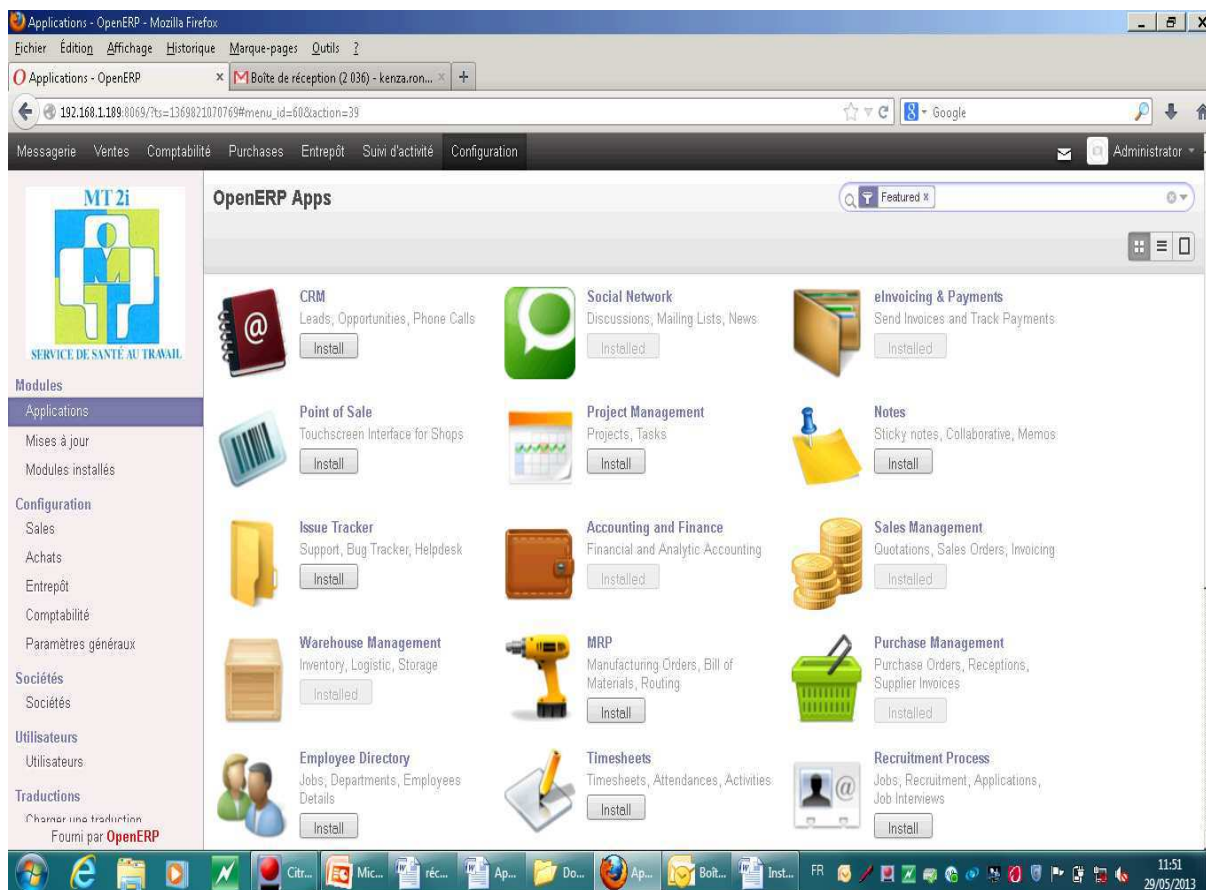 Applications - OpenERP - Mozilla Firefox
Fichier Édition Affichage Historique Marque-pages Outils ?
Applications - OpenERP
Boîte de réception (2 036) - kenza.ron...
192.168.1.189:8069/?ts=1369821070769#menu_id=60&action=39
Google
Messagerie Ventes Comptabilité Purchases Entrepôt Suivi d'activité Configuration
Administrator
MT 2i
SERVICE DE SANTÉ AU TRAVAIL
OpenERP Apps
Featured x
Modules
Applications
Mises à jour
Modules installés
Configuration
Sales
Achats
Entrepôt
Comptabilité
Paramètres généraux
Sociétés
Sociétés
Utilisateurs
Utilisateurs
Traductions
Charger une traduction
Fourni par OpenERP
CRM
Leads, Opportunities, Phone Calls
Install
Social Network
Discussions, Mailing Lists, News
Installed
eInvoicing & Payments
Send Invoices and Track Payments
Installed
Point of Sale
Touchscreen Interface for Shops
Install
Project Management
Projects, Tasks
Install
Notes
Sticky notes, Collaborative, Memos
Install
Issue Tracker
Support, Bug Tracker, Helpdesk
Install
Accounting and Finance
Financial and Analytic Accounting
Installed
Sales Management
Quotations, Sales Orders, Invoicing
Installed
Warehouse Management
Inventory, Logistic, Storage
Installed
MRP
Manufacturing Orders, Bill of
Materials, Routing
Install
Purchase Management
Purchase Orders, Receptions,
Supplier Invoices
Installed
Employee Directory
Jobs, Departments, Employees
Details
Install
Timesheets
Timesheets, Attendances, Activities
Install
Recruitment Process
Jobs, Recruitment, Applications,
Job Interviews
Install
Citr... Mic... réc... Ap... Do... Ap... Boît... Inst... FR
11:51
29/05/2013